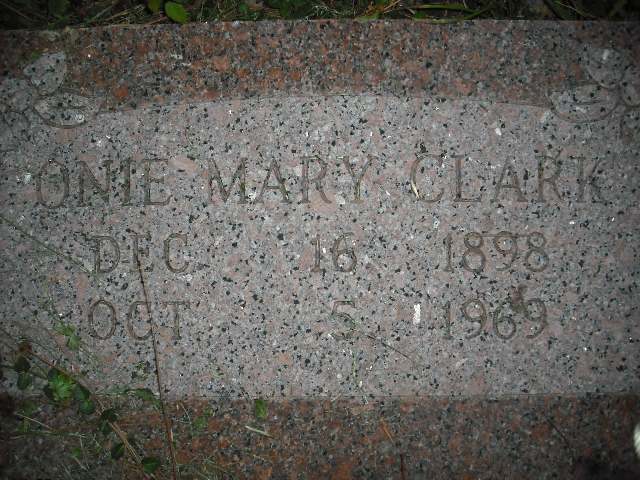 ONIE MARY CLARK
DEC 16 1898
OCT 5 1969